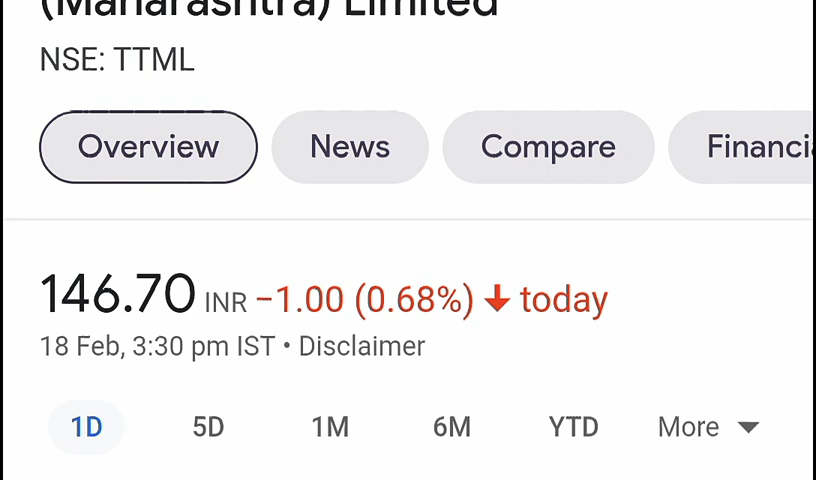 (Maharashtra) Limited
NSE: TTML
Overview News Compare Financi
146.70 INR −1.00 (0.68%) ↓ today
18 Feb, 3:30 pm IST • Disclaimer
1D 5D 1M 6M YTD More